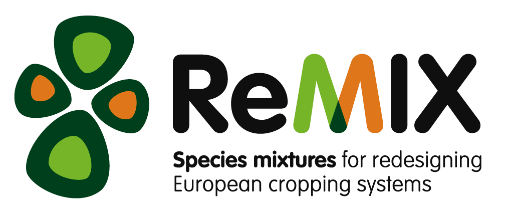 ReMIX
Species mixtures for redesigning
European cropping systems